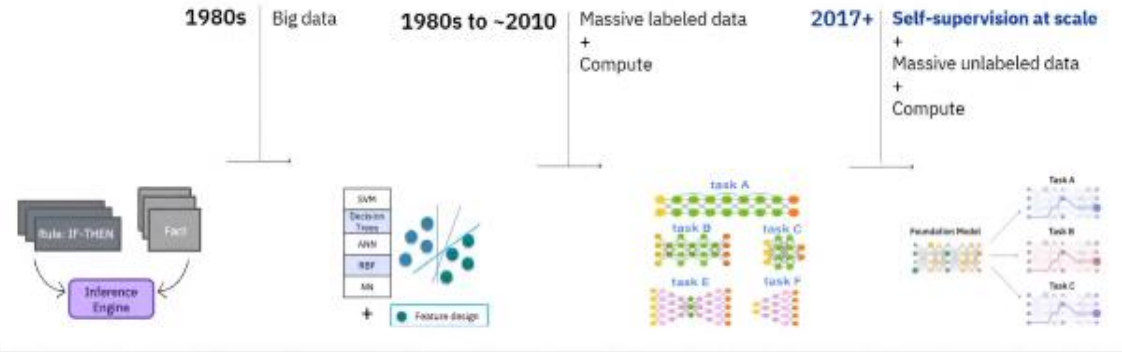 1980s
Big data
1980s to ~2010
Massive labeled data
+
Compute
2017+
Self-supervision at scale
+
Massive unlabeled data
+
Compute
Rule: IF-THEN
Fact
Inference
Engine
SVM
Decision
Trees
ANN
RBF
NN
+
Feature design
task A
task B
task C
task E
task F
Foundation Model
Task A
Task B
Task C